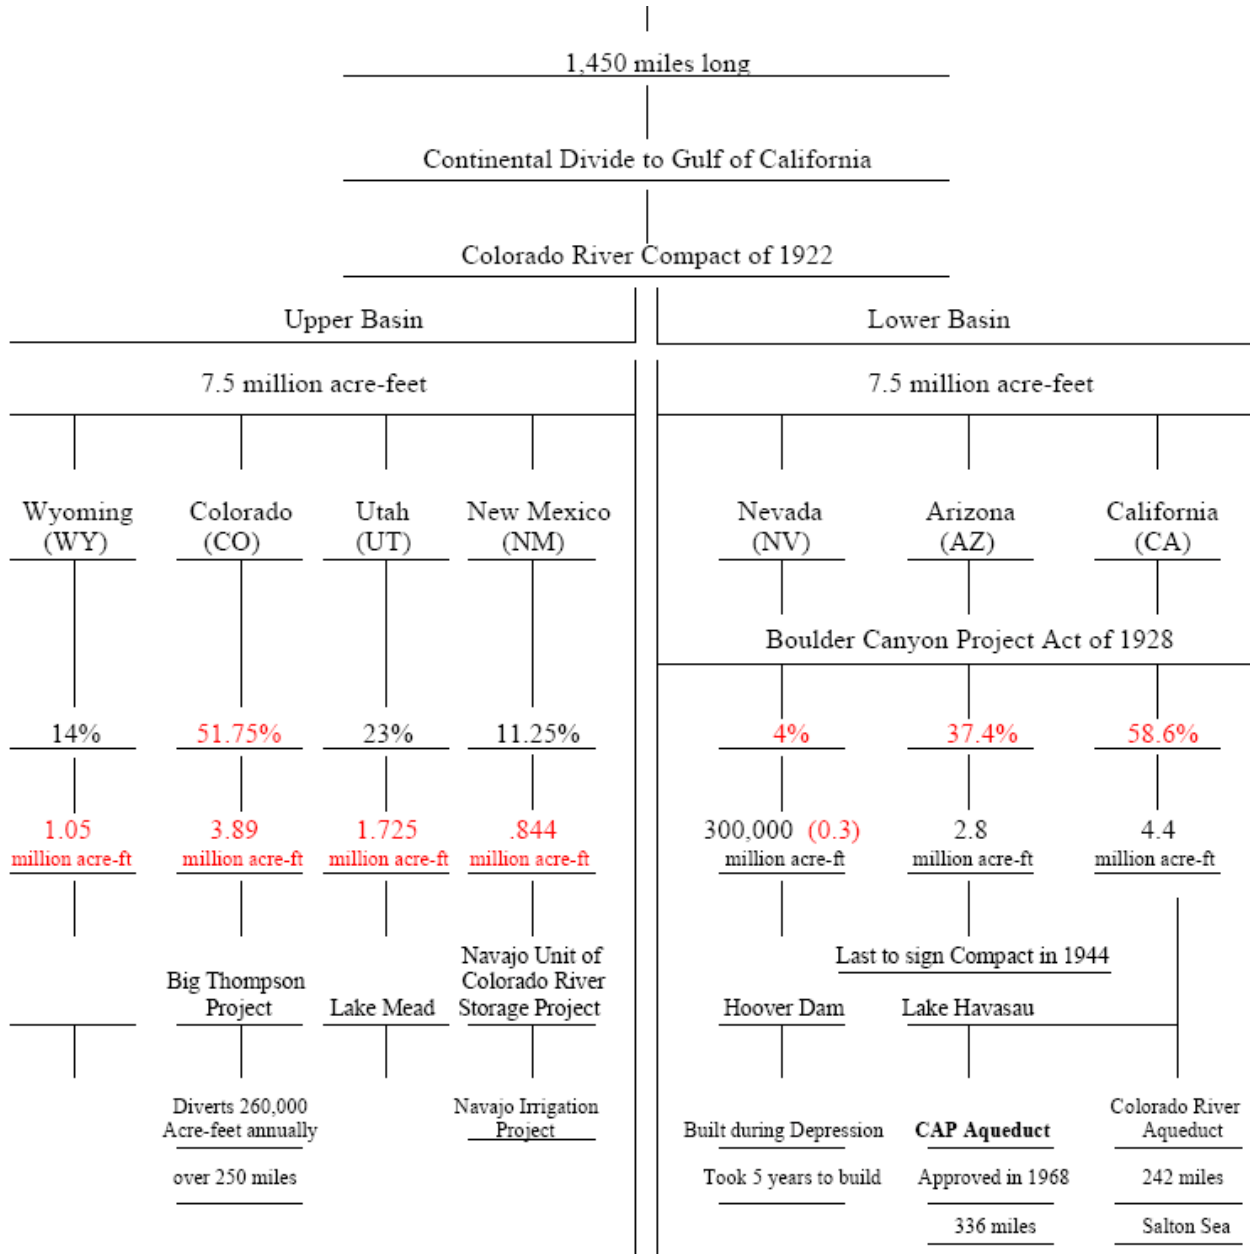 1,450 miles long
Continental Divide to Gulf of California
Colorado River Compact of 1922
Upper Basin
Lower Basin
7.5 million acre-feet
7.5 million acre-feet
Wyoming
(WY)
Colorado
(CO)
Utah
(UT)
New Mexico
(NM)
Nevada
(NV)
Arizona
(AZ)
California
(CA)
Boulder Canyon Project Act of 1928
14%
51.75%
23%
11.25%
4%
37.4%
58.6%
1.05
million acre-ft
3.89
million acre-ft
1.725
million acre-ft
.844
million acre-ft
300,000 (0.3)
million acre-ft
2.8
million acre-ft
4.4
million acre-ft
Last to sign Compact in 1944
Big Thompson
Project
Lake Mead
Navajo Unit of
Colorado River
Storage Project
Hoover Dam
Lake Havasau
Diverts 260,000
Acre-feet annually
over 250 miles
Navajo Irrigation
Project
Built during Depression
Took 5 years to build
CAP Aqueduct
Approved in 1968
336 miles
Colorado River
Aqueduct
242 miles
Salton Sea